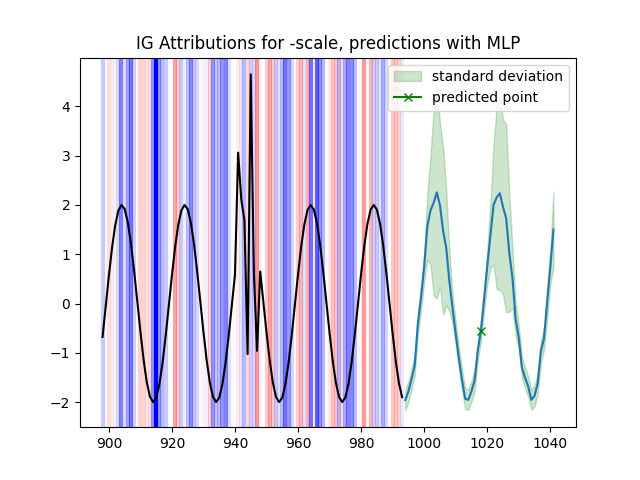 IG Attributions for -scale, predictions with MLP
standard deviation
predicted point
4
3
2
1
0
−1
−2
900 920 940 960 980 1000 1020 1040